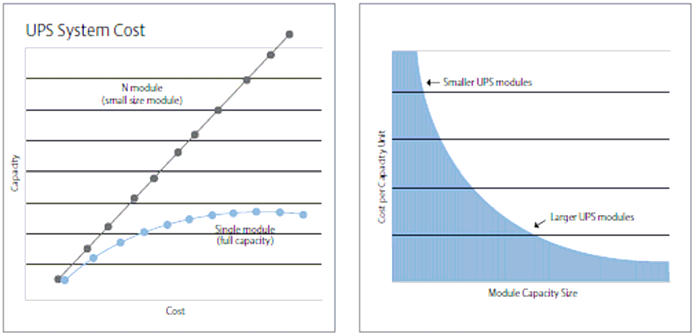 UPS System Cost
N module
(small size module)
Capacity
Single module
(full capacity)
Cost
Smaller UPS modules
Cost per Capacity Unit
Larger UPS modules
Module Capacity Size